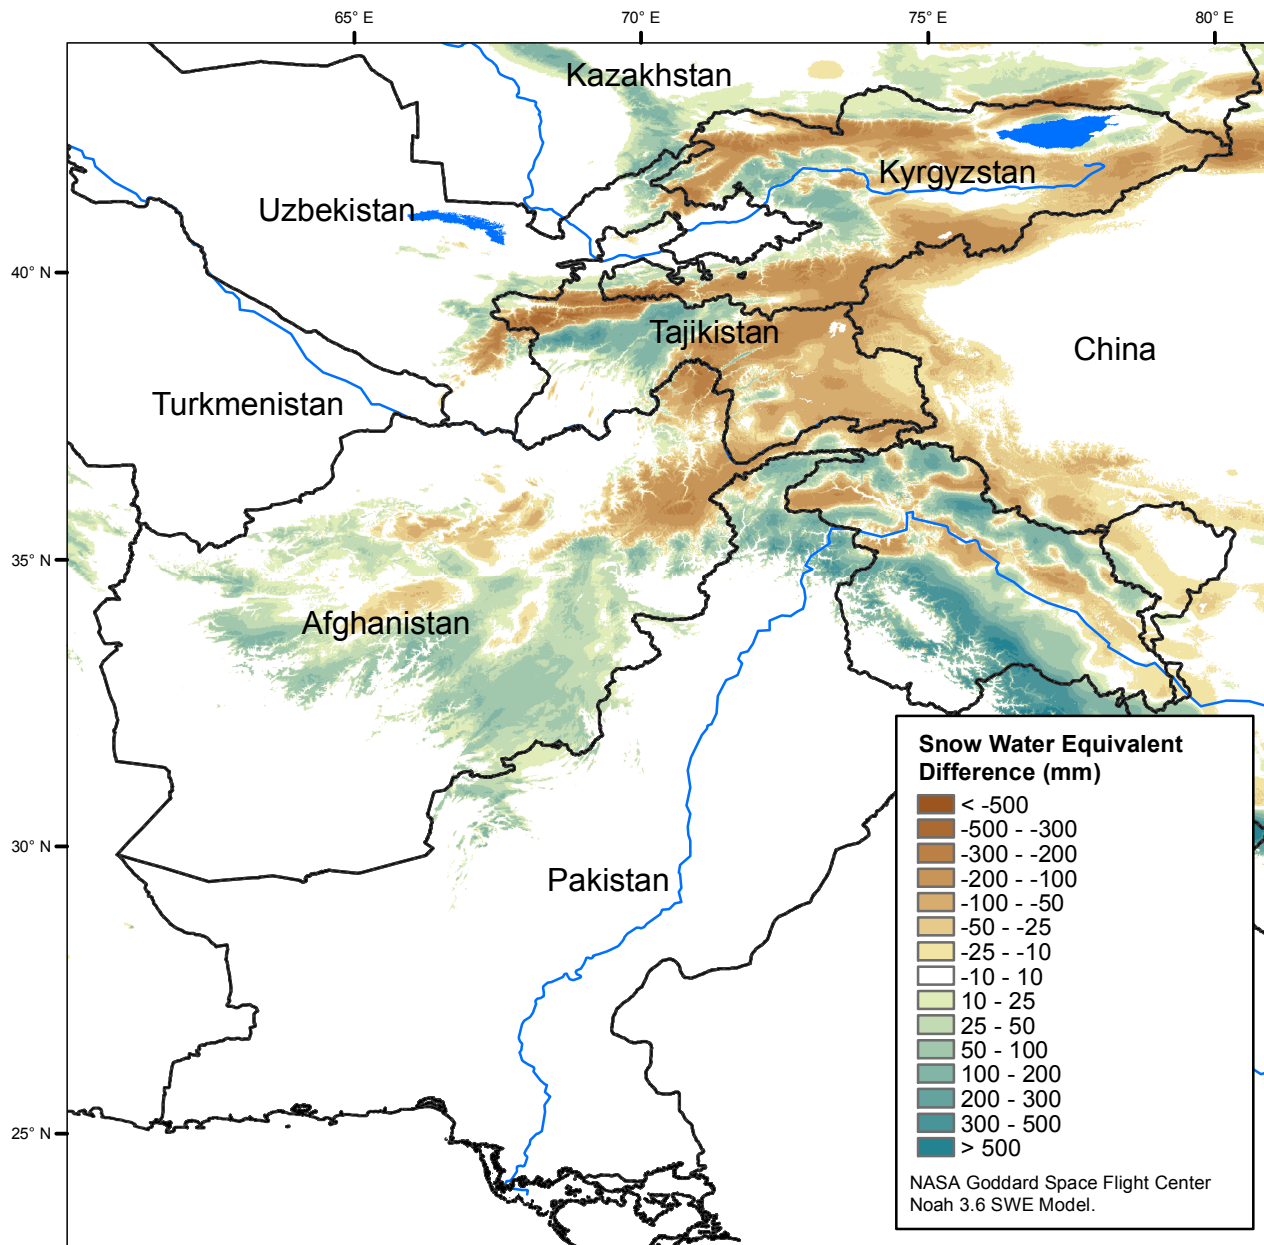 65° E
70° E
75° E
80° E
Kazakhstan
Kyrgyzstan
Uzbekistan
40° N
Tajikistan
China
Turkmenistan
35° N
Afghanistan
Snow Water Equivalent
Difference (mm)
< -500
-500 - -300
-300 - -200
-200 - -100
-100 - -50
-50 - -25
-25 - -10
-10 - 10
10 - 25
25 - 50
50 - 100
100 - 200
200 - 300
300 - 500
> 500
NASA Goddard Space Flight Center
Noah 3.6 SWE Model.
30° N
Pakistan
25° N